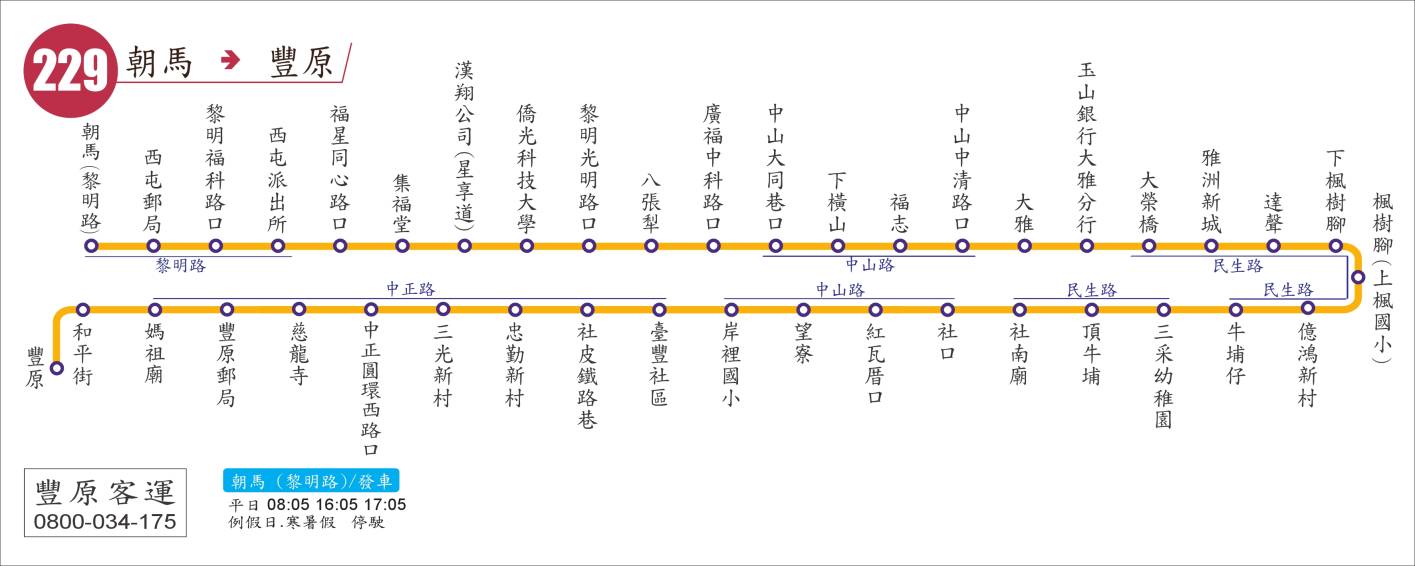 229 朝馬 → 豐原
朝馬(黎明路)
西屯郵局
黎明福科路口
西屯派出所
福星同心路口
集福堂
漢翔公司(星享道)
僑光科技大學
黎明光明路口
八張犁
廣福中科路口
中山大同巷口
下橫山
福志
中山中清路口
大雅
玉山銀行大雅分行
大榮橋
雅洲新城
達聲
下楓樹腳
楓樹腳(上楓國小)
黎明路
中山路
民生路
中正路
中山路
民生路
民生路
豐原
和平街
媽祖廟
豐原郵局
慈龍寺
中正圓環西路口
三光新村
忠勤新村
社皮鐵路巷
臺豐社區
岸裡國小
望寮
紅瓦厝口
社口
社南廟
頂牛埔
三采幼稚園
牛埔仔
億鴻新村
豐原客運
0800-034-175
朝馬(黎明路)/發車
平日 08:05 16:05 17:05
例假日.寒暑假 停駛